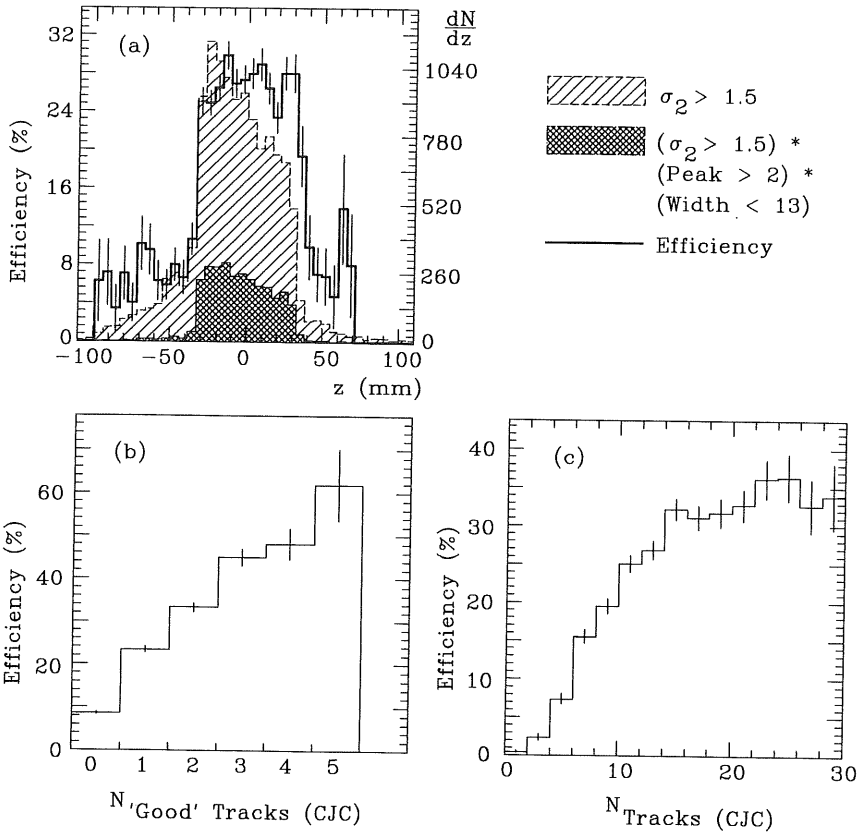 (a)
Efficiency (%)
32
24
16
8
0
dN
dz
1040
780
520
260
0
-100
-50
0
50
100
z (mm)
σ2 > 1.5
(σ2 > 1.5) *
(Peak > 2) *
(Width < 13)
Efficiency
(b)
Efficiency (%)
60
40
20
0
0
1
2
3
4
5
N'Good' Tracks (CJC)
(c)
Efficiency (%)
40
30
20
10
0
0
10
20
30
NTracks (CJC)